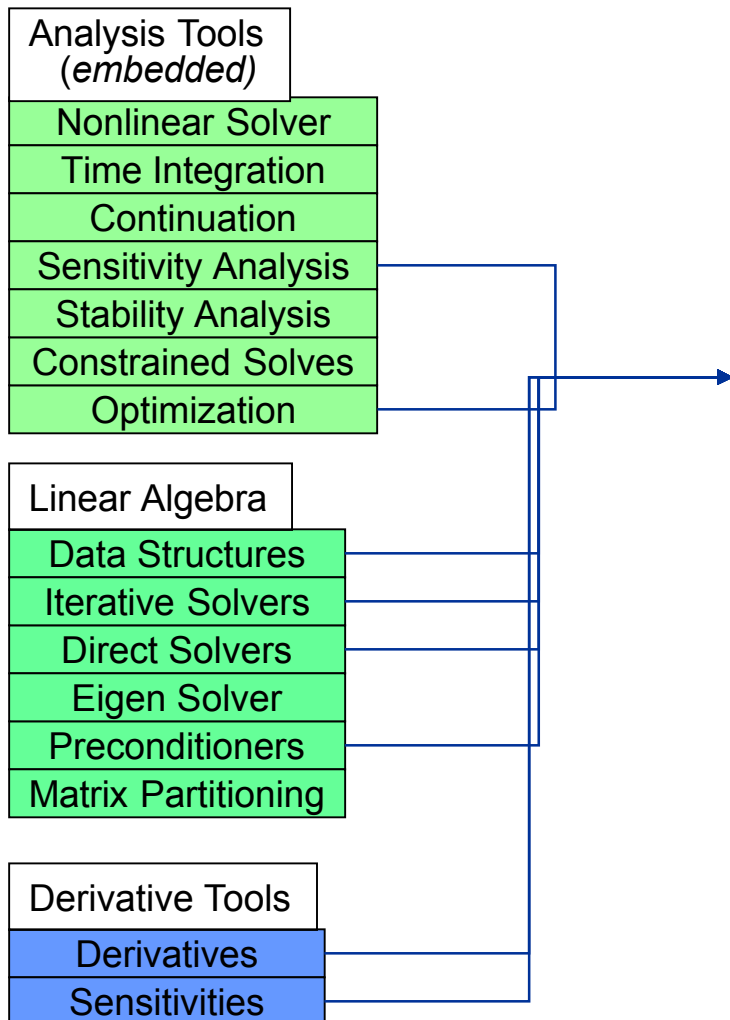 Analysis Tools
(embedded)
Nonlinear Solver
Time Integration
Continuation
Sensitivity Analysis
Stability Analysis
Constrained Solves
Optimization
Linear Algebra
Data Structures
Iterative Solvers
Direct Solvers
Eigen Solver
Preconditioners
Matrix Partitioning
Derivative Tools
Derivatives
Sensitivities